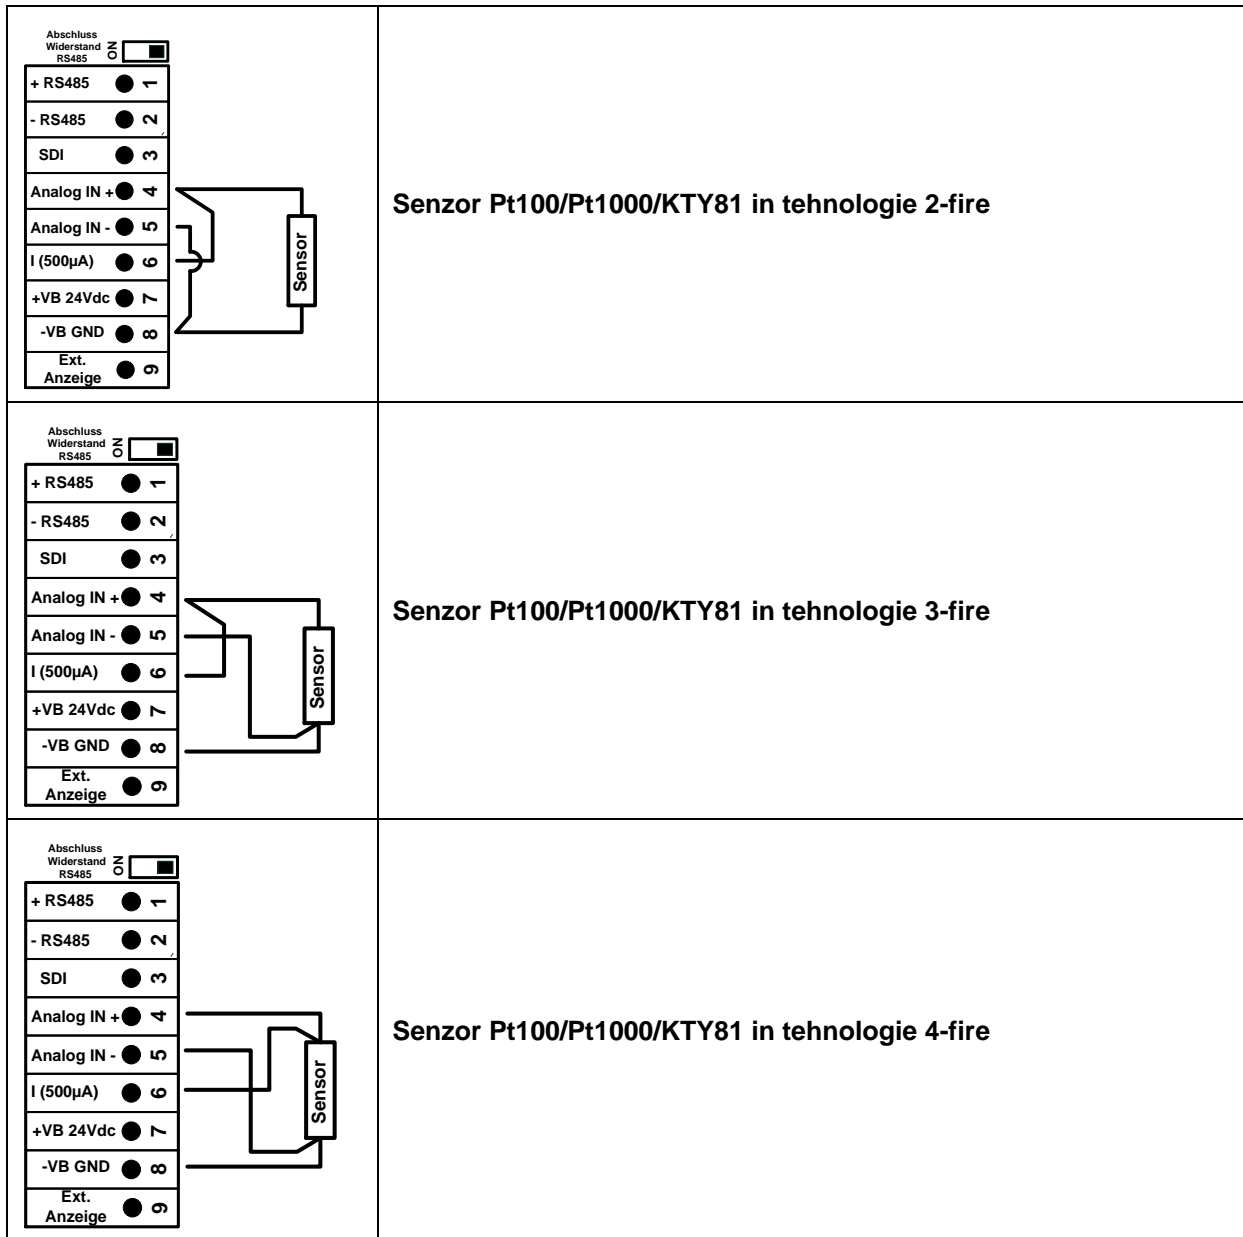 Abschluss
Widerstand
RS485
ON
+ RS485 1
- RS485 2
SDI 3
Analog IN + 4
Analog IN - 5
I (500µA) 6
+VB 24Vdc 7
-VB GND 8
Ext.
Anzeige 9
Sensor
Senzor Pt100/Pt1000/KTY81 in tehnologie 2-fire
Abschluss
Widerstand
RS485
ON
+ RS485 1
- RS485 2
SDI 3
Analog IN + 4
Analog IN - 5
I (500µA) 6
+VB 24Vdc 7
-VB GND 8
Ext.
Anzeige 9
Sensor
Senzor Pt100/Pt1000/KTY81 in tehnologie 3-fire
Abschluss
Widerstand
RS485
ON
+ RS485 1
- RS485 2
SDI 3
Analog IN + 4
Analog IN - 5
I (500µA) 6
+VB 24Vdc 7
-VB GND 8
Ext.
Anzeige 9
Sensor
Senzor Pt100/Pt1000/KTY81 in tehnologie 4-fire